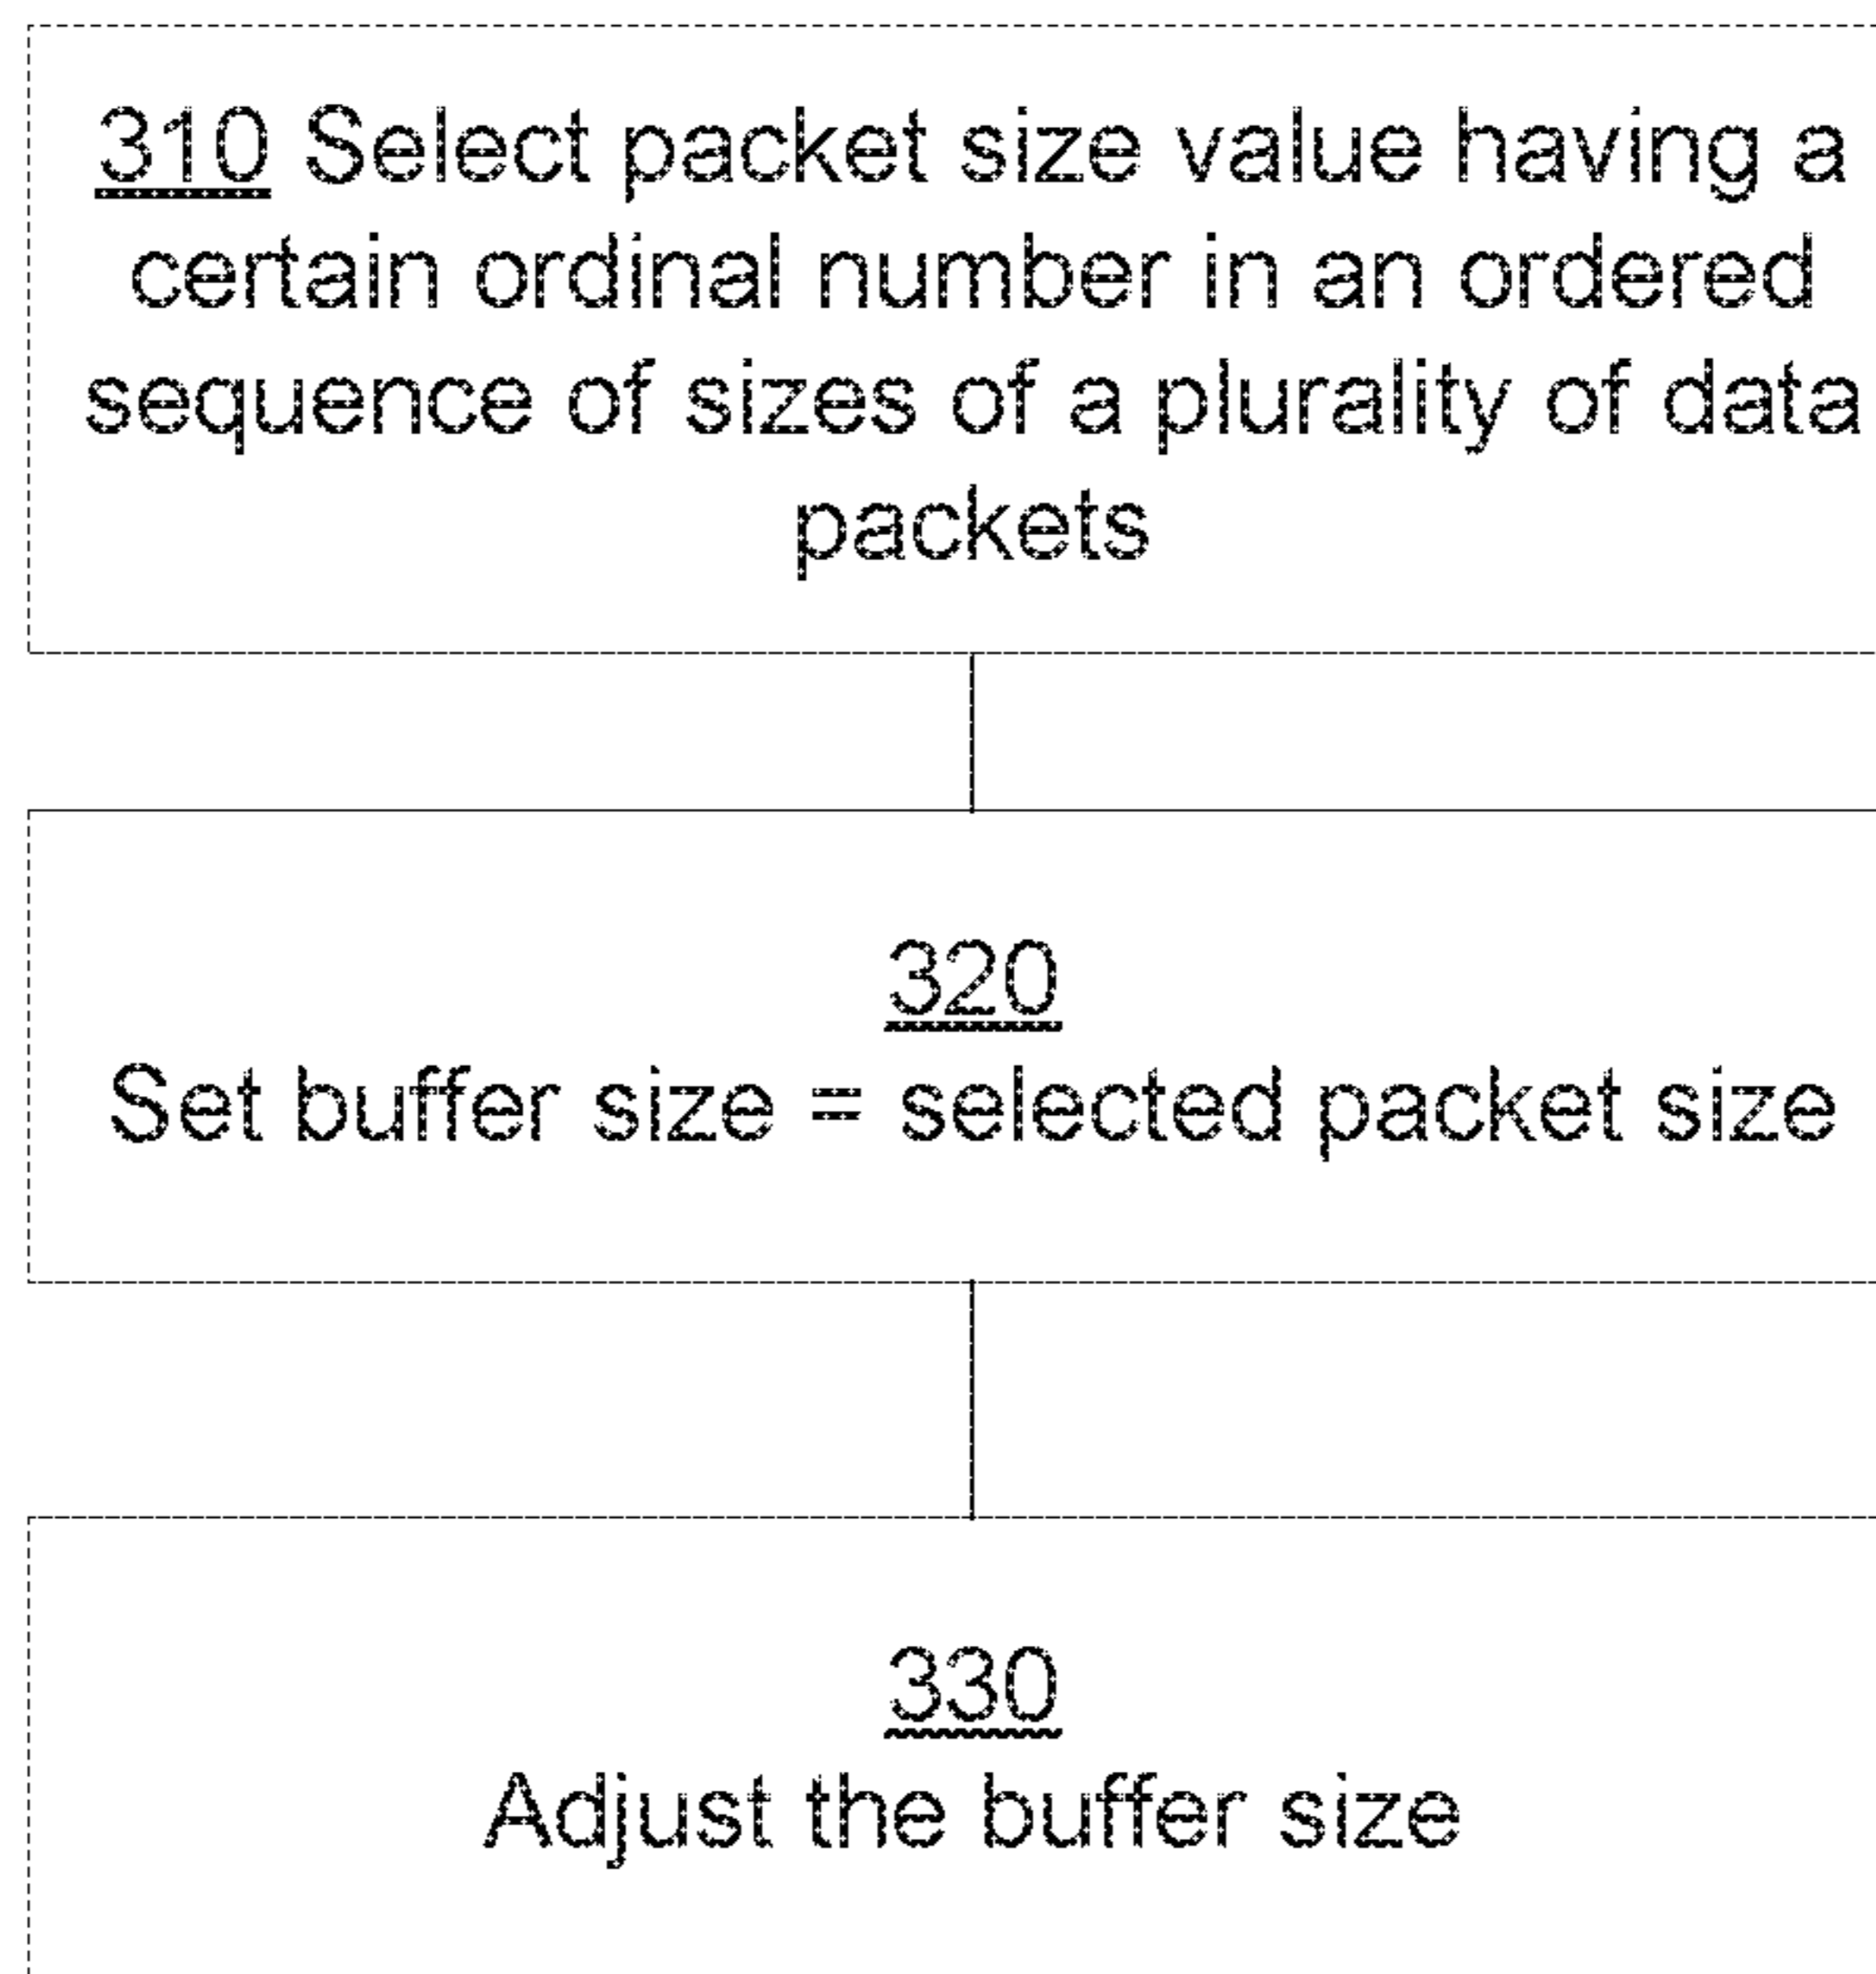 310 Select packet size value having a
certain ordinal number in an ordered
sequence of sizes of a plurality of data
packets
320
Set buffer size = selected packet size
330
Adjust the buffer size